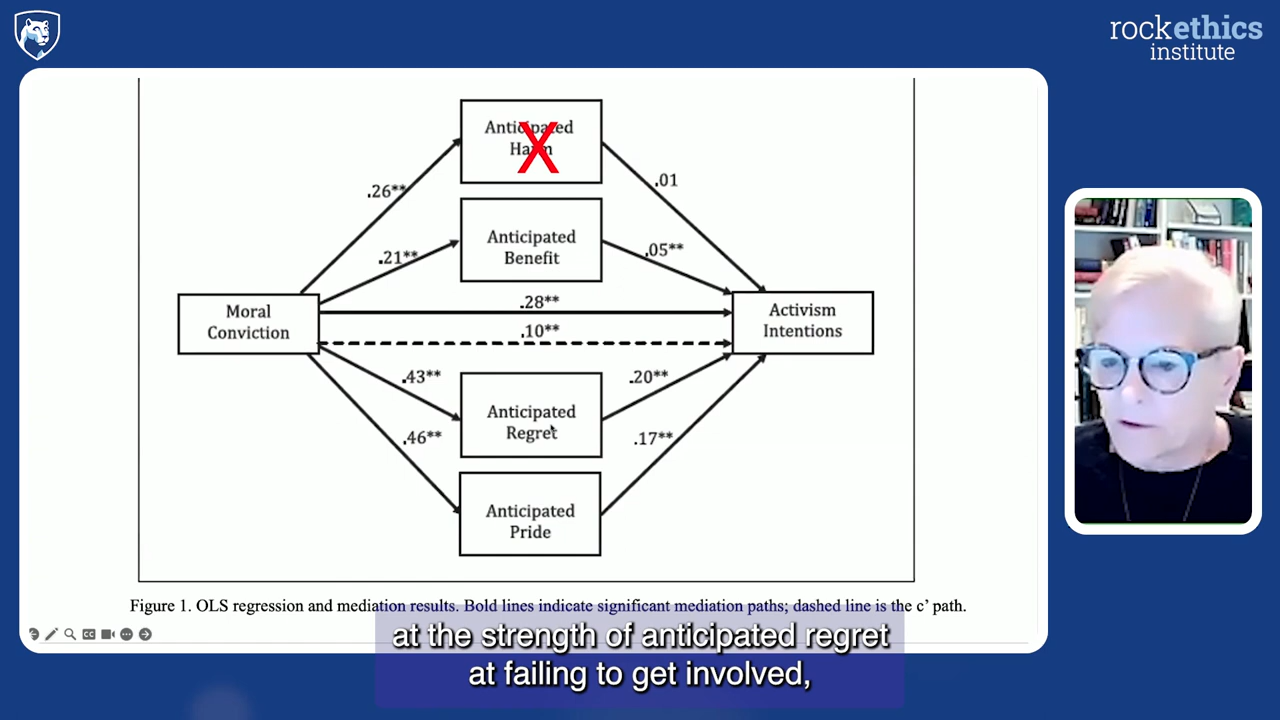 rockethics
institute
Anticipated
Harm
X
.26**
.01
Anticipated
Benefit
.21**
.05**
Moral
Conviction
.28**
.10**
Activism
Intentions
.43**
.20**
Anticipated
Regret
.46**
.17**
Anticipated
Pride
Figure 1. OLS regression and mediation results. Bold lines indicate significant mediation paths; dashed line is the c’ path.
at the strength of anticipated regret
at failing to get involved,